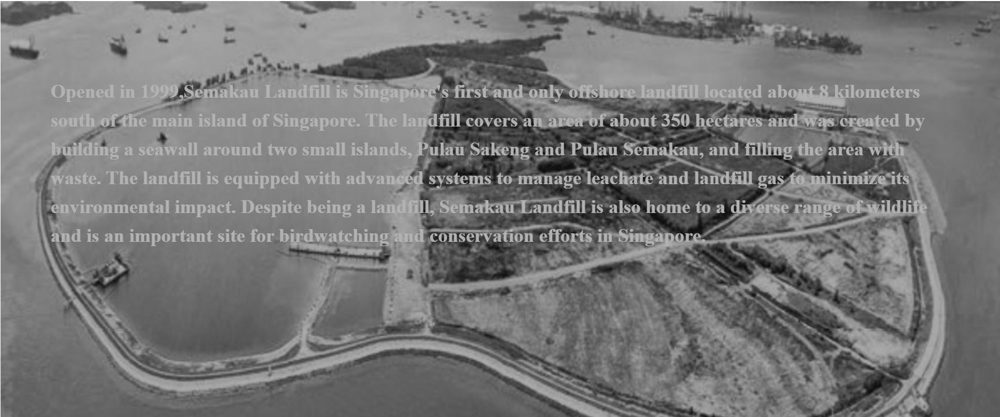 Opened in 1999,Semakau Landfill is Singapore's first and only offshore landfill located about 8 kilometers
south of the main island of Singapore. The landfill covers an area of about 350 hectares and was created by
building a seawall around two small islands, Pulau Sakeng and Pulau Semakau, and filling the area with
waste. The landfill is equipped with advanced systems to manage leachate and landfill gas to minimize its
environmental impact. Despite being a landfill, Semakau Landfill is also home to a diverse range of wildlife
and is an important site for birdwatching and conservation efforts in Singapore.